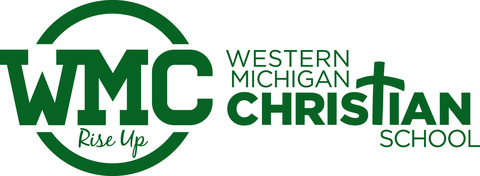 WMC
Rise Up
WESTERN
MICHIGAN
CHRISTIAN
SCHOOL